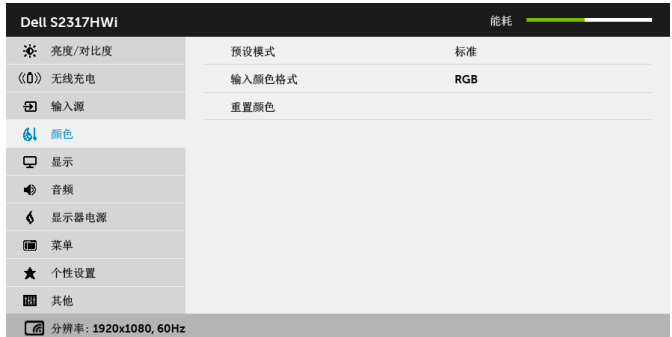 Dell S2317HWi 能耗
亮度/对比度 预设模式 标准
无线充电 输入颜色格式 RGB
输入源 重置颜色
颜色
显示
音频
显示器电源
菜单
个性设置
其他
分辨率: 1920x1080, 60Hz